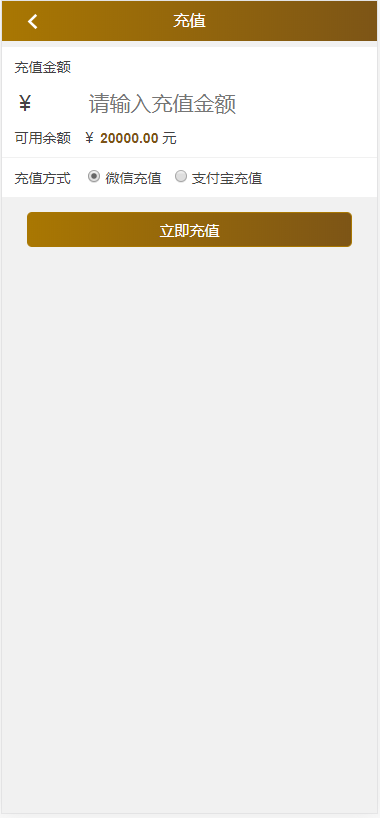 充值
充值金额
¥ 请输入充值金额
可用余额 ¥ 20000.00 元
充值方式 微信充值 支付宝充值
立即充值